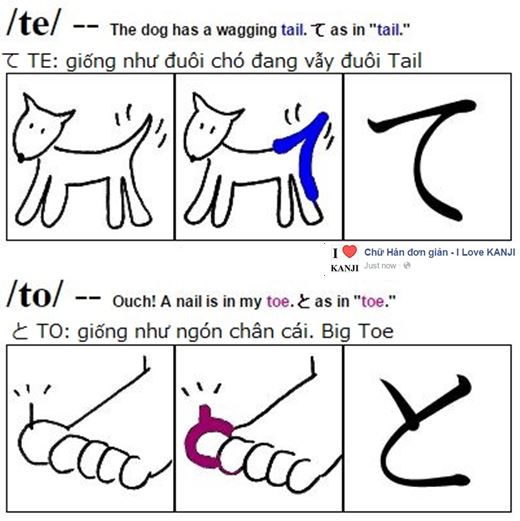 /te/ -- The dog has a wagging tail. て as in "tail."
て TE: giống như đuôi chó đang vẫy đuôi Tail
て
I ❤ KANJI
Chữ Hán đơn giản - I Love KANJI
Just now ·
/to/ -- Ouch! A nail is in my toe. と as in "toe."
と TO: giống như ngón chân cái. Big Toe
と